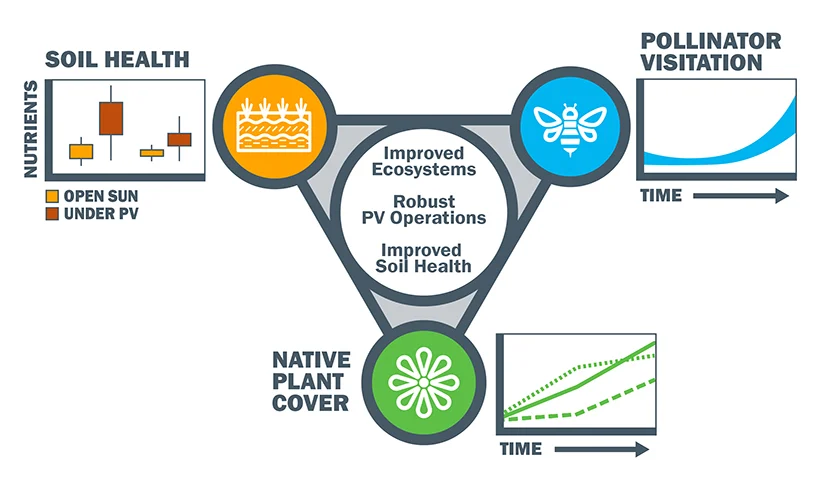 SOIL HEALTH
NUTRIENTS
OPEN SUN
UNDER PV
POLLINATOR
VISITATION
TIME
Improved
Ecosystems
Robust
PV Operations
Improved
Soil Health
NATIVE
PLANT
COVER
TIME